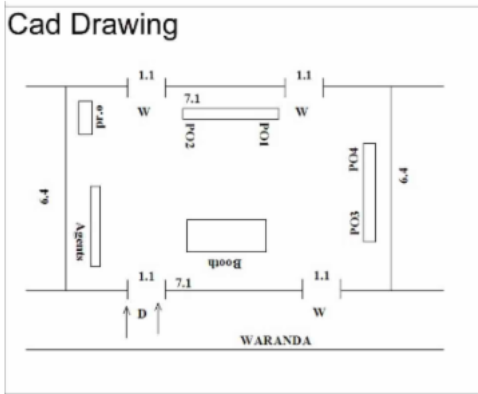 Cad Drawing
1.1
1.1
7.1
W
W
pr.o
PO2
PO1
PO4
PO3
6.4
6.4
Agents
Booth
1.1
7.1
1.1
D
W
WARANDA